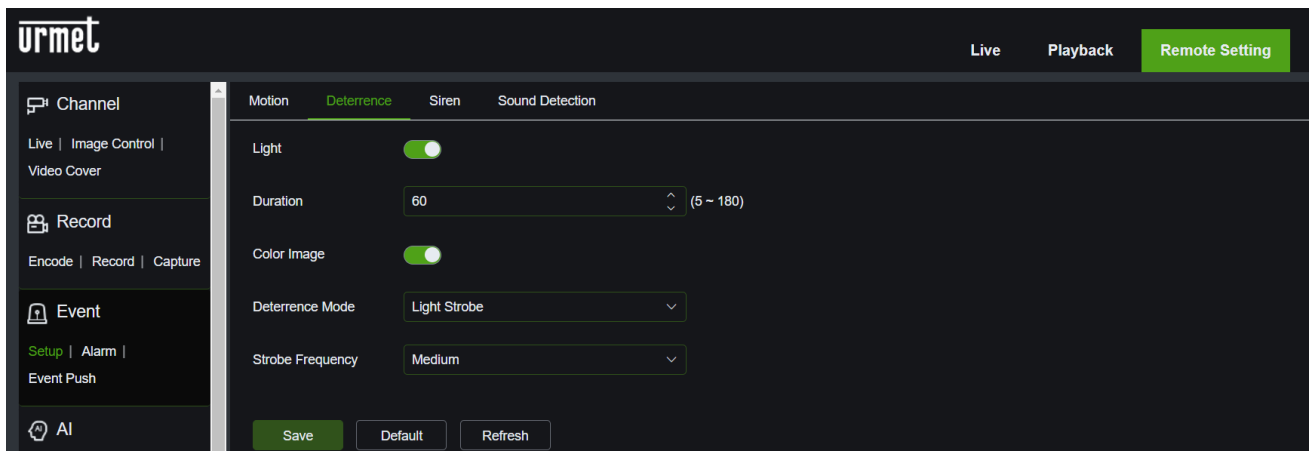 urmet
Live Playback Remote Setting
Channel
Live | Image Control |
Video Cover
Record
Encode | Record | Capture
Event
Setup | Alarm |
Event Push
AI
Motion Deterrence Siren Sound Detection
Light
Duration 60 (5 ~ 180)
Color Image
Deterrence Mode Light Strobe
Strobe Frequency Medium
Save Default Refresh